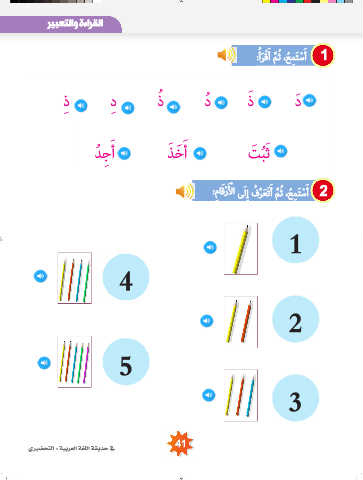 القراءة والتعبير
1 أَسْتَمِعُ، ثُمَّ أَقْرَأُ:
دَ ذَ دُ ذُ دِ ذِ
ثَبُتَ أَخَذَ أَجِدُ
2 أَسْتَمِعُ، ثُمَّ أَتَعَرَّفُ إِلَى الْأَرْقَامِ:
1
4
2
5
3
41
في حديقة اللغة العربية - التحضيري